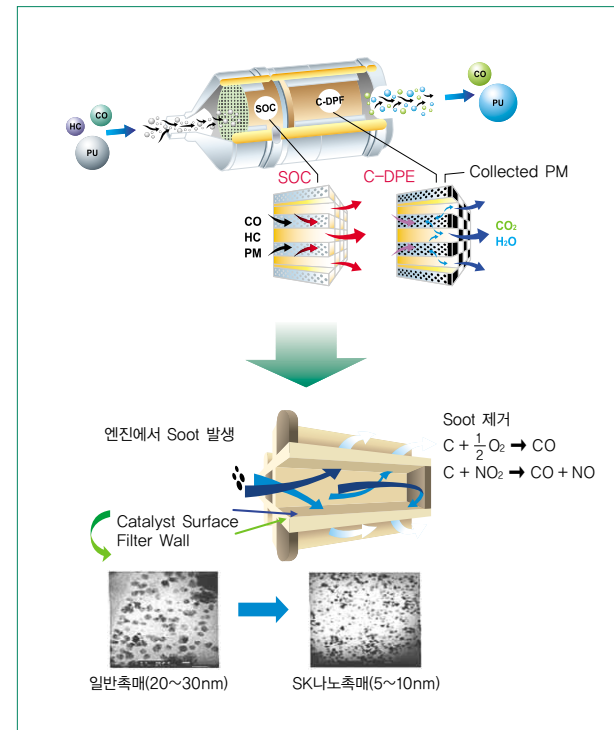 CO
HC
CO
PU
PU
SOC
C-DPF
SOC
C-DPE
Collected PM
CO
HC
PM
CO₂
H₂O
엔진에서 Soot 발생
Soot 제거
C + 1/2 O₂ → CO
C + NO₂ → CO + NO
Catalyst Surface
Filter Wall
일반촉매(20~30nm)
SK나노촉매(5~10nm)